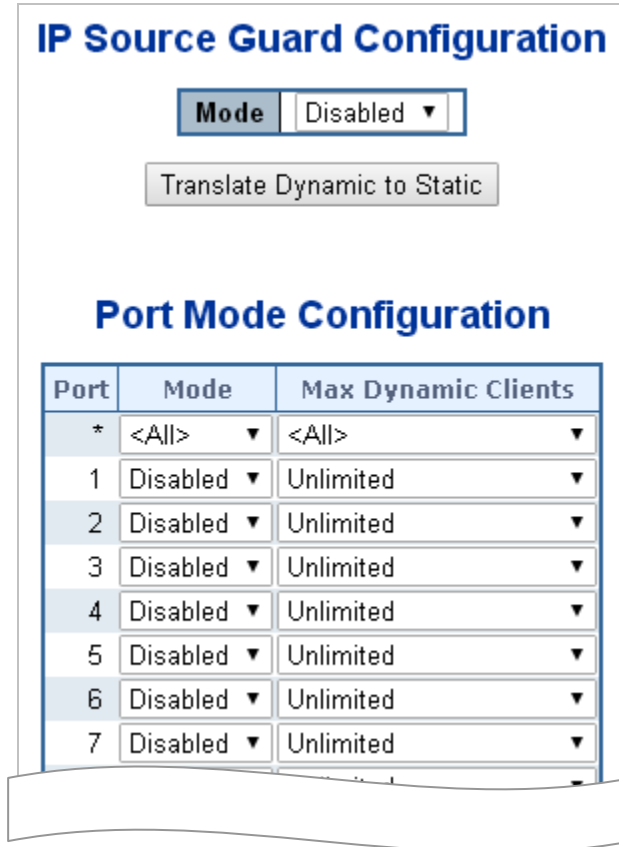 IP Source Guard Configuration
Mode Disabled
Translate Dynamic to Static
Port Mode Configuration
Port Mode Max Dynamic Clients
* <All> <All>
1 Disabled Unlimited
2 Disabled Unlimited
3 Disabled Unlimited
4 Disabled Unlimited
5 Disabled Unlimited
6 Disabled Unlimited
7 Disabled Unlimited